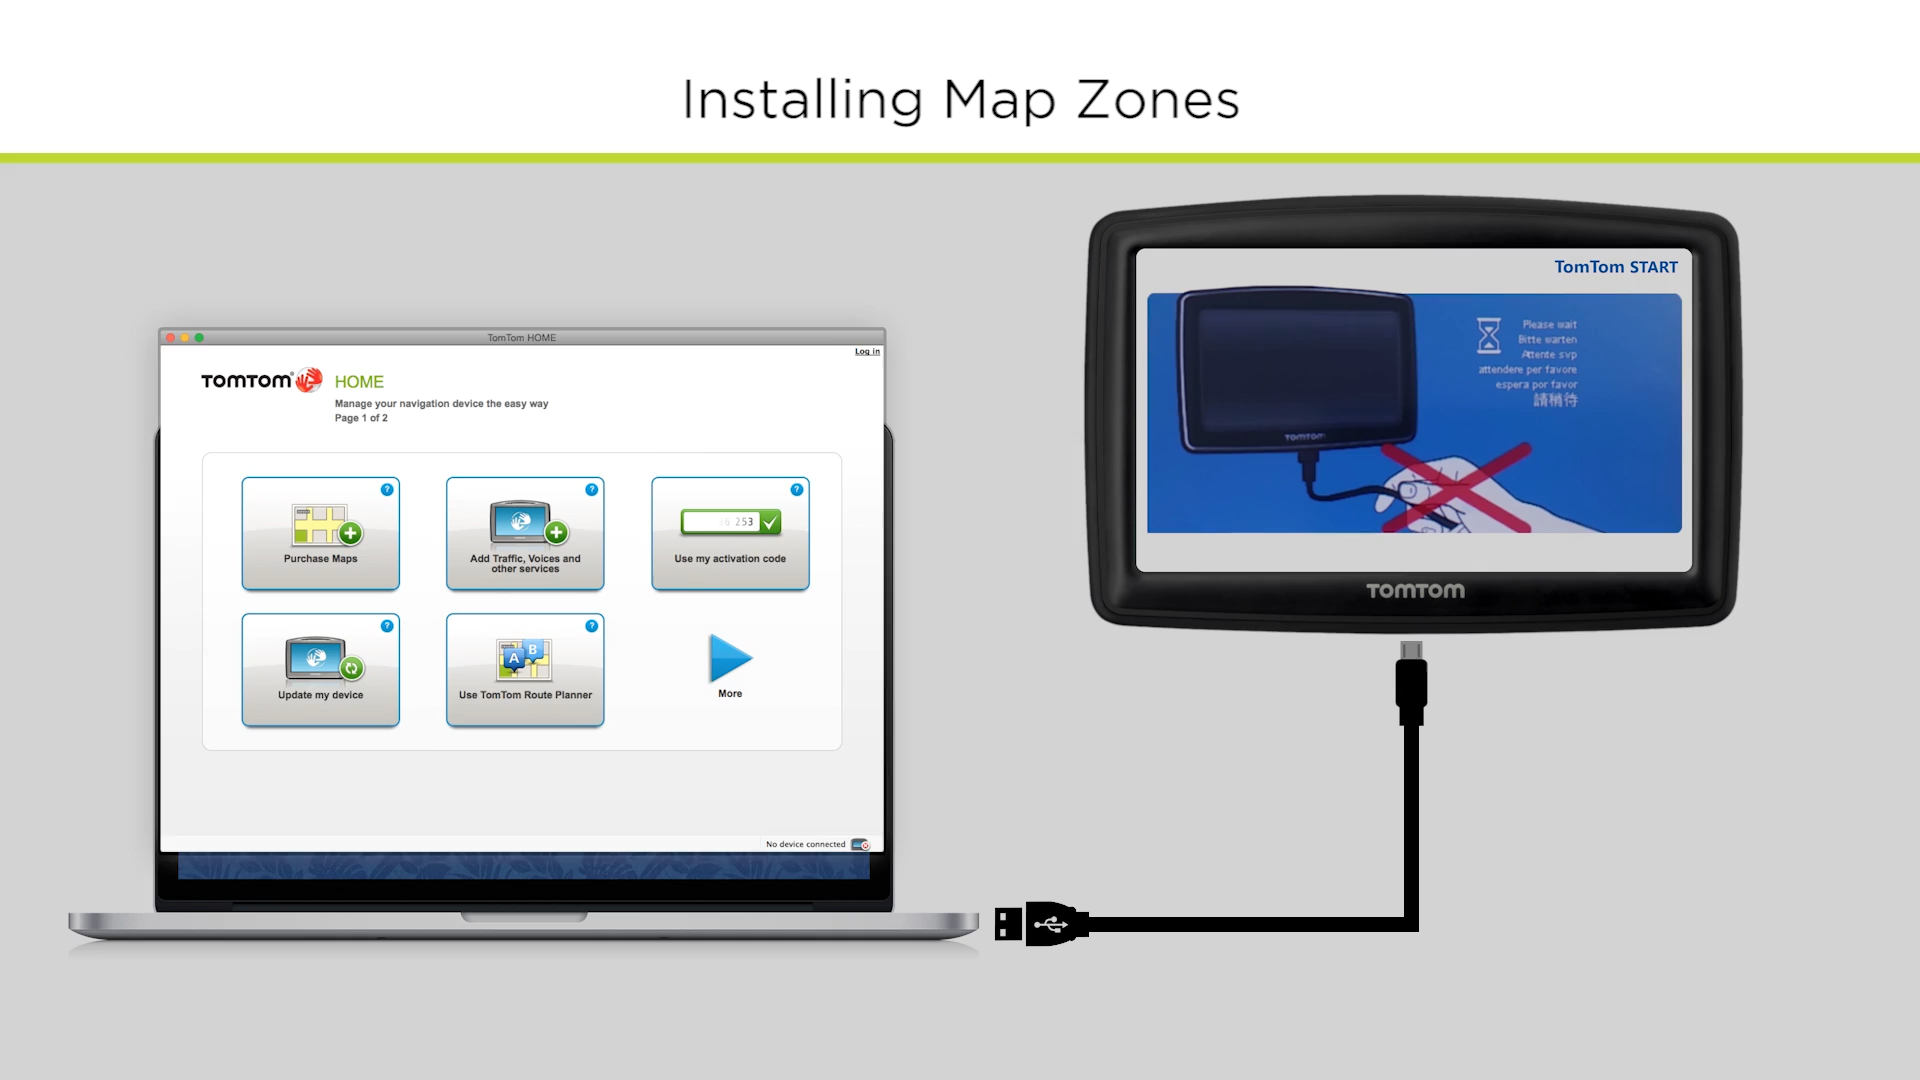 Installing Map Zones
TomTom HOME
Log in
TOMTOM HOME
Manage your navigation device the easy way
Page 1 of 2
Purchase Maps
Add Traffic, Voices and
other services
6 253
Use my activation code
Update my device
A B
Use TomTom Route Planner
More
No device connected
TomTom START
Please wait
Bitte warten
Attente svp
attendere per favore
espera por favor
請稍待
TOMTOM
TOMTOM